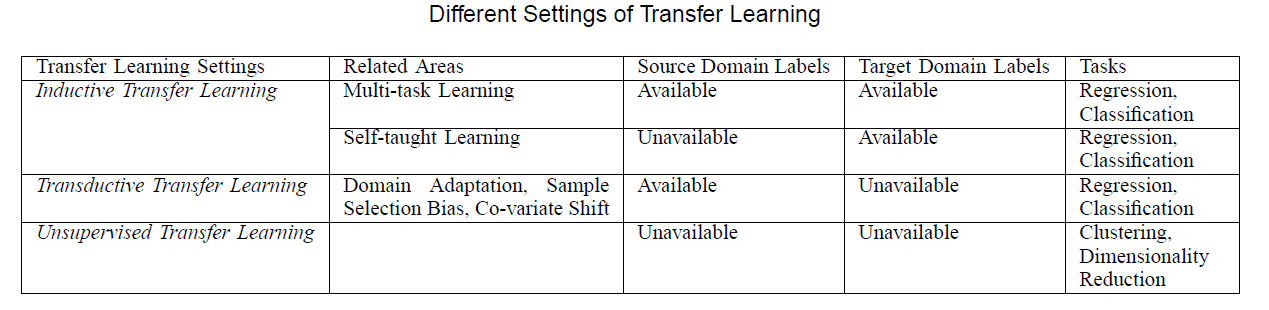 Different Settings of Transfer Learning
Transfer Learning Settings Related Areas Source Domain Labels Target Domain Labels Tasks
Inductive Transfer Learning Multi-task Learning Available Available Regression,
Classification
Self-taught Learning Unavailable Available Regression,
Classification
Transductive Transfer Learning Domain Adaptation, Sample Available Unavailable Regression,
Selection Bias, Co-variate Shift Classification
Unsupervised Transfer Learning Unavailable Unavailable Clustering,
Dimensionality
Reduction